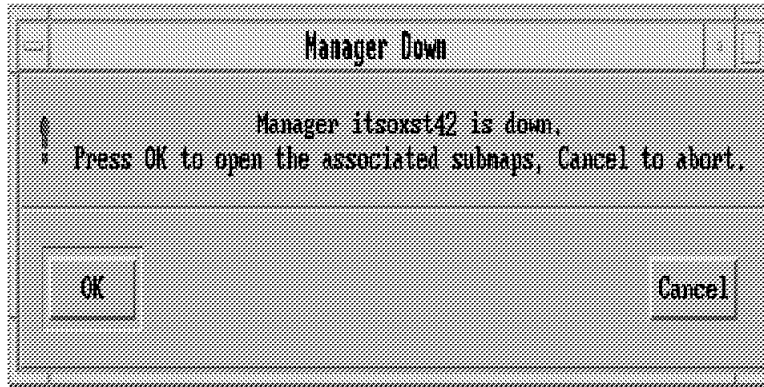 Manager Down
Manager itsoxst42 is down.
Press OK to open the associated submaps, Cancel to abort.
OK
Cancel